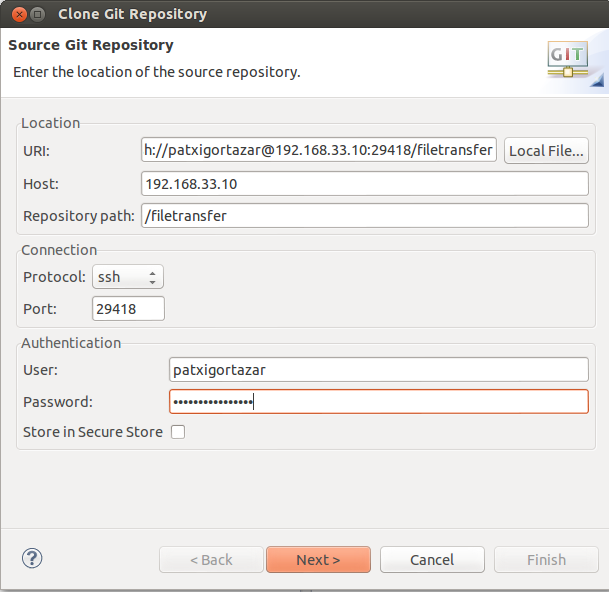 Clone Git Repository
Source Git Repository
Enter the location of the source repository.
GIT
Location
URI: h://patxigortazar@192.168.33.10:29418/filetransfer Local File...
Host: 192.168.33.10
Repository path: /filetransfer
Connection
Protocol: ssh
Port: 29418
Authentication
User: patxigortazar
Password: ••••••••••••••••
Store in Secure Store
? < Back Next > Cancel Finish